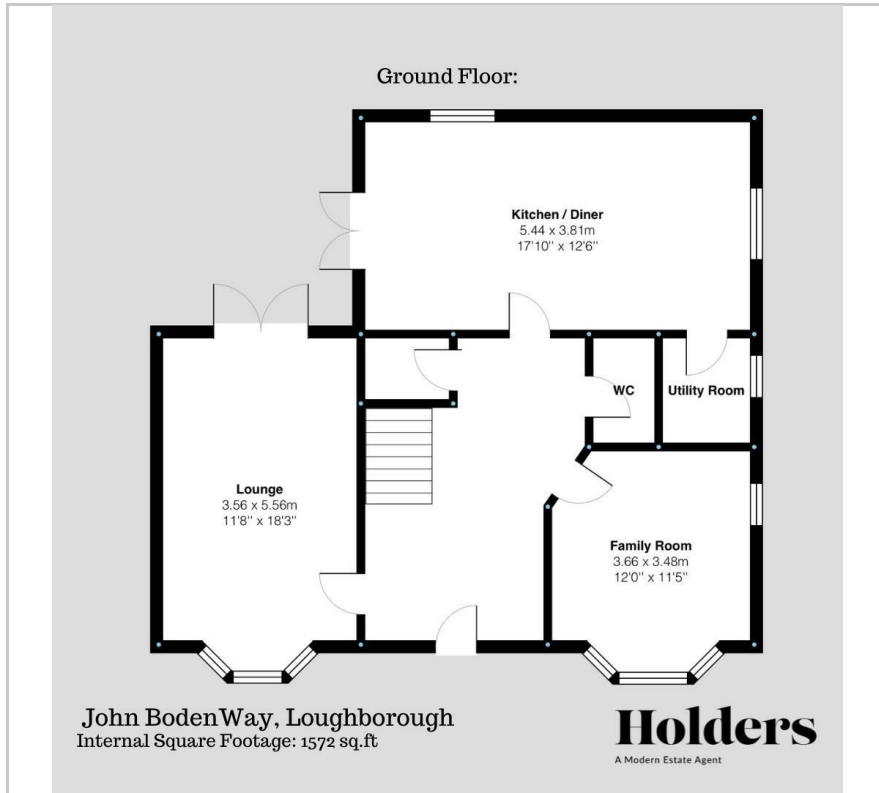 Ground Floor:
Kitchen / Diner
5.44 x 3.81m
17'10" x 12'6"
WC
Utility Room
Lounge
3.56 x 5.56m
11'8" x 18'3"
Family Room
3.66 x 3.48m
12'0" x 11'5"
John BodenWay, Loughborough
Internal Square Footage: 1572 sq.ft
Holders
A Modern Estate Agent